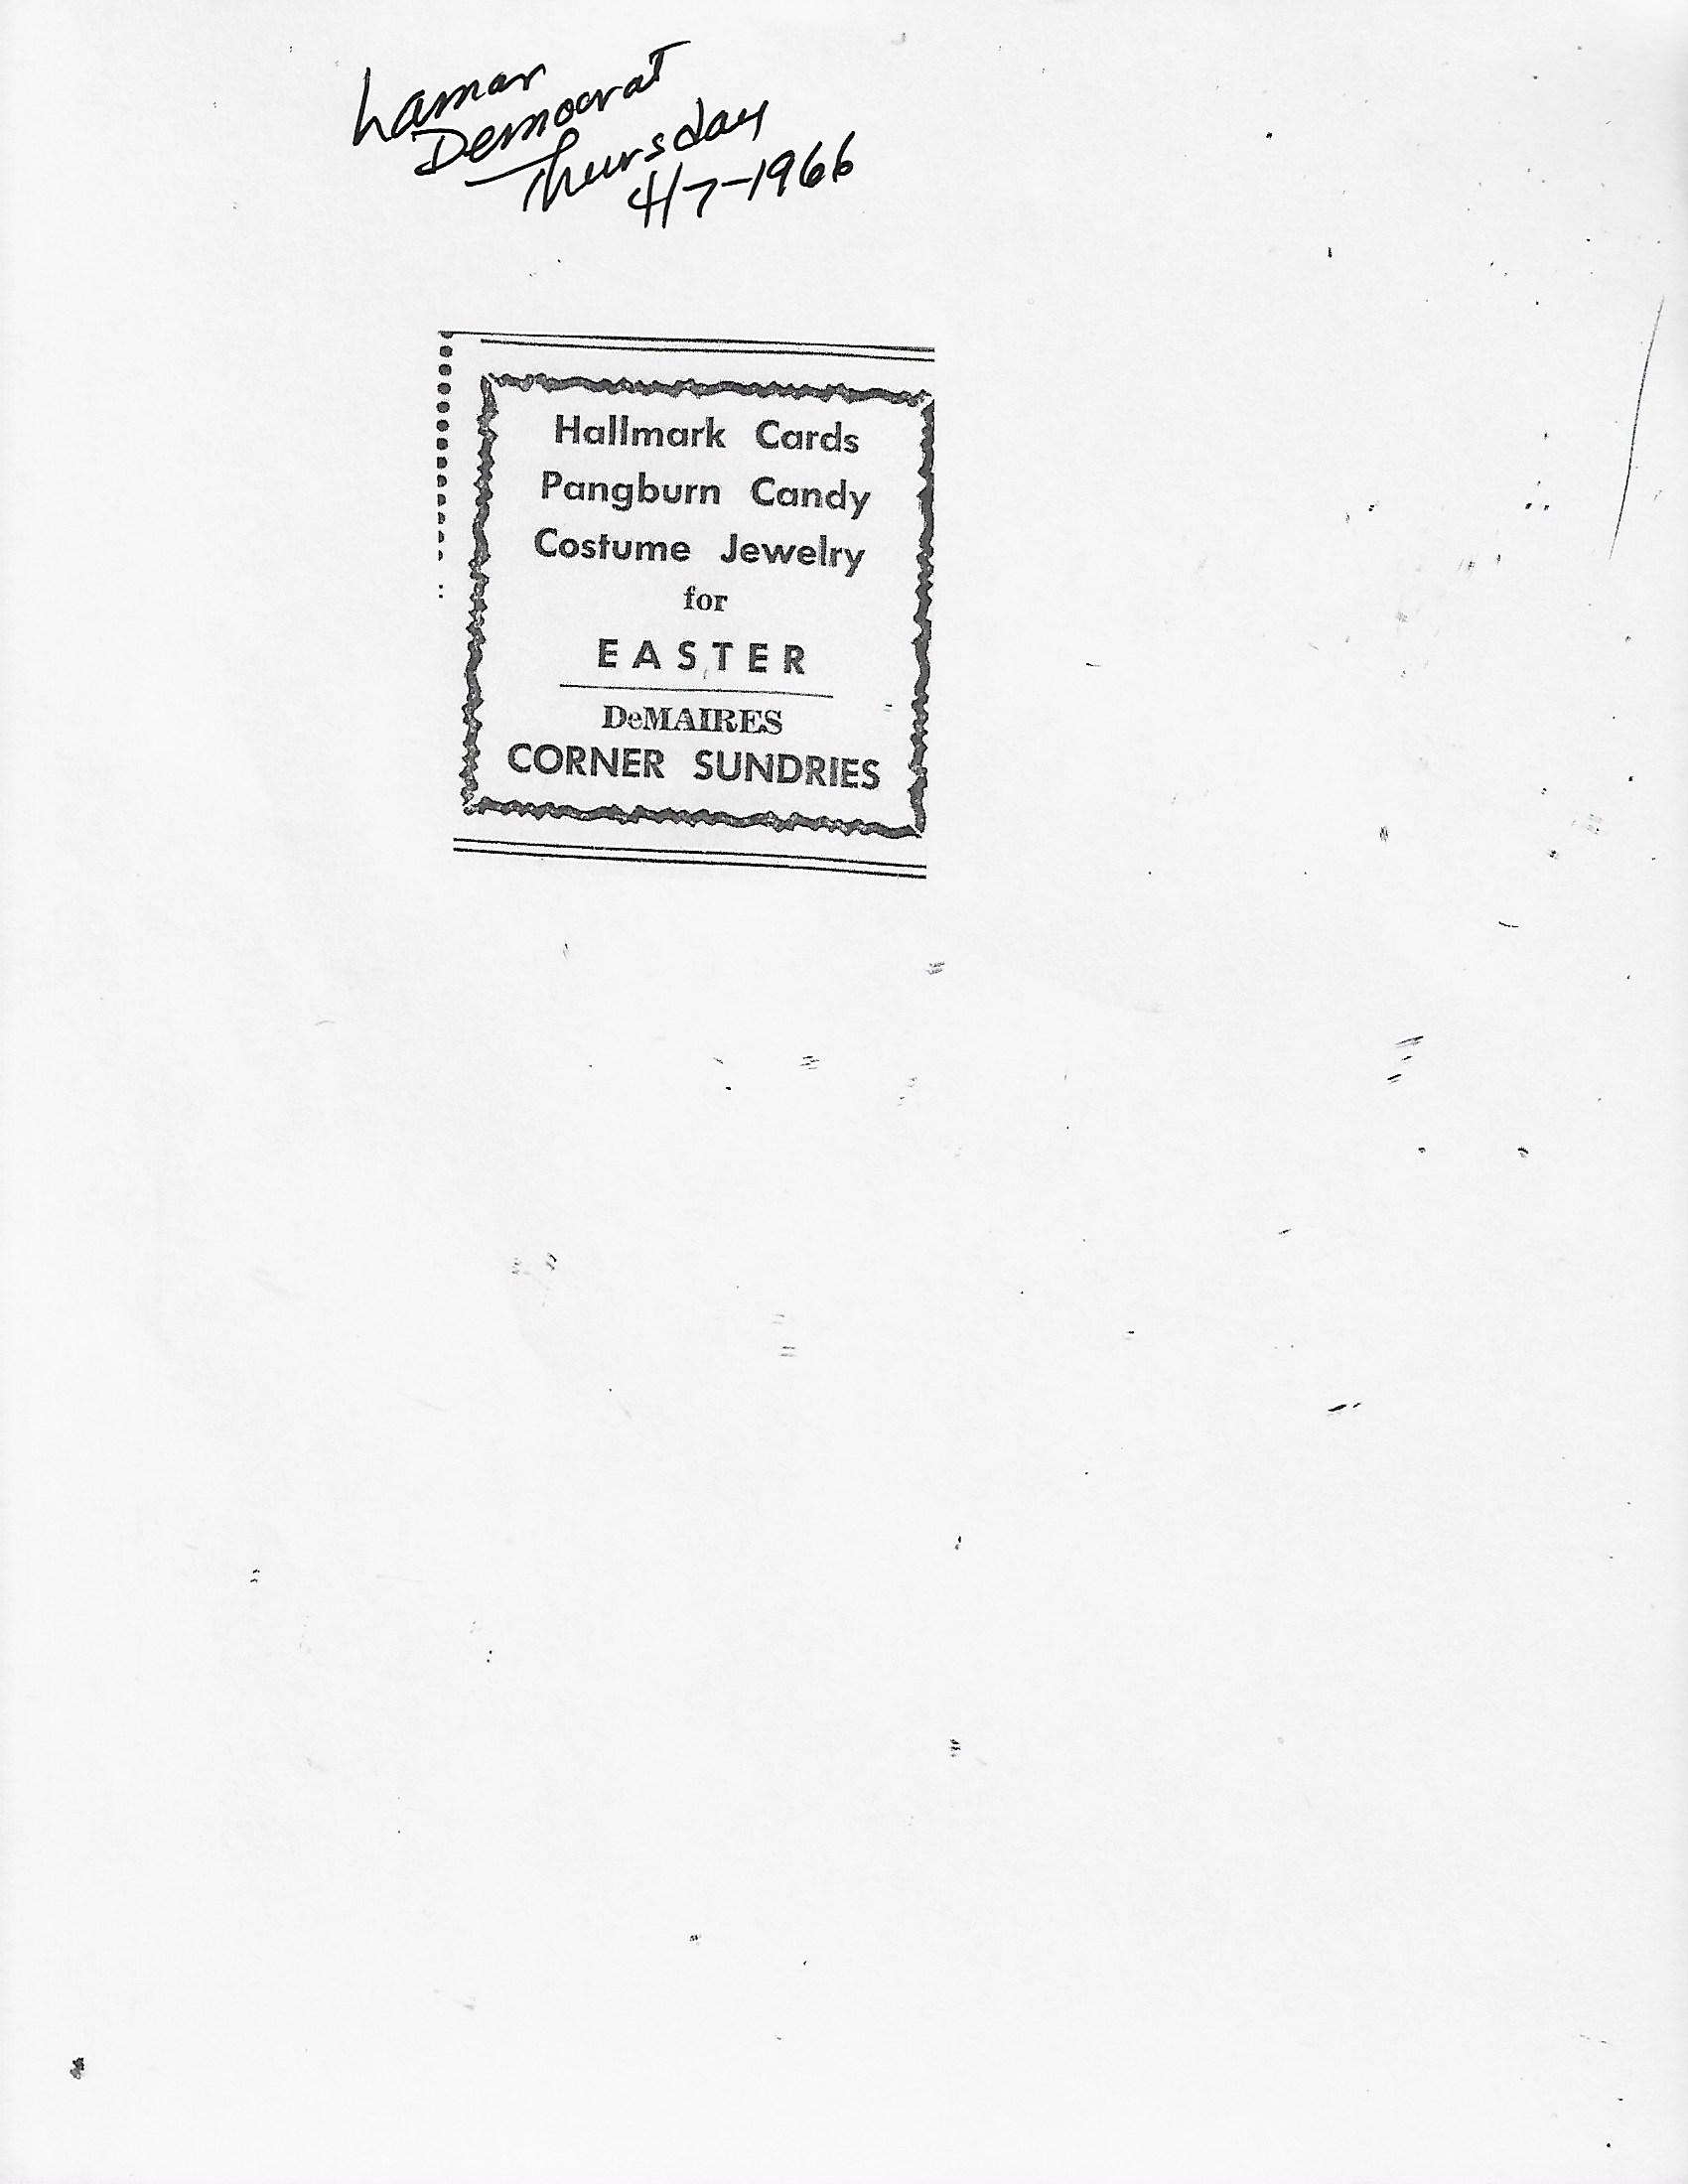 Lamar
Democrat
Thursday
4/7-1966
Hallmark Cards
Pangburn Candy
Costume Jewelry
for
EASTER
DeMAIRES
CORNER SUNDRIES